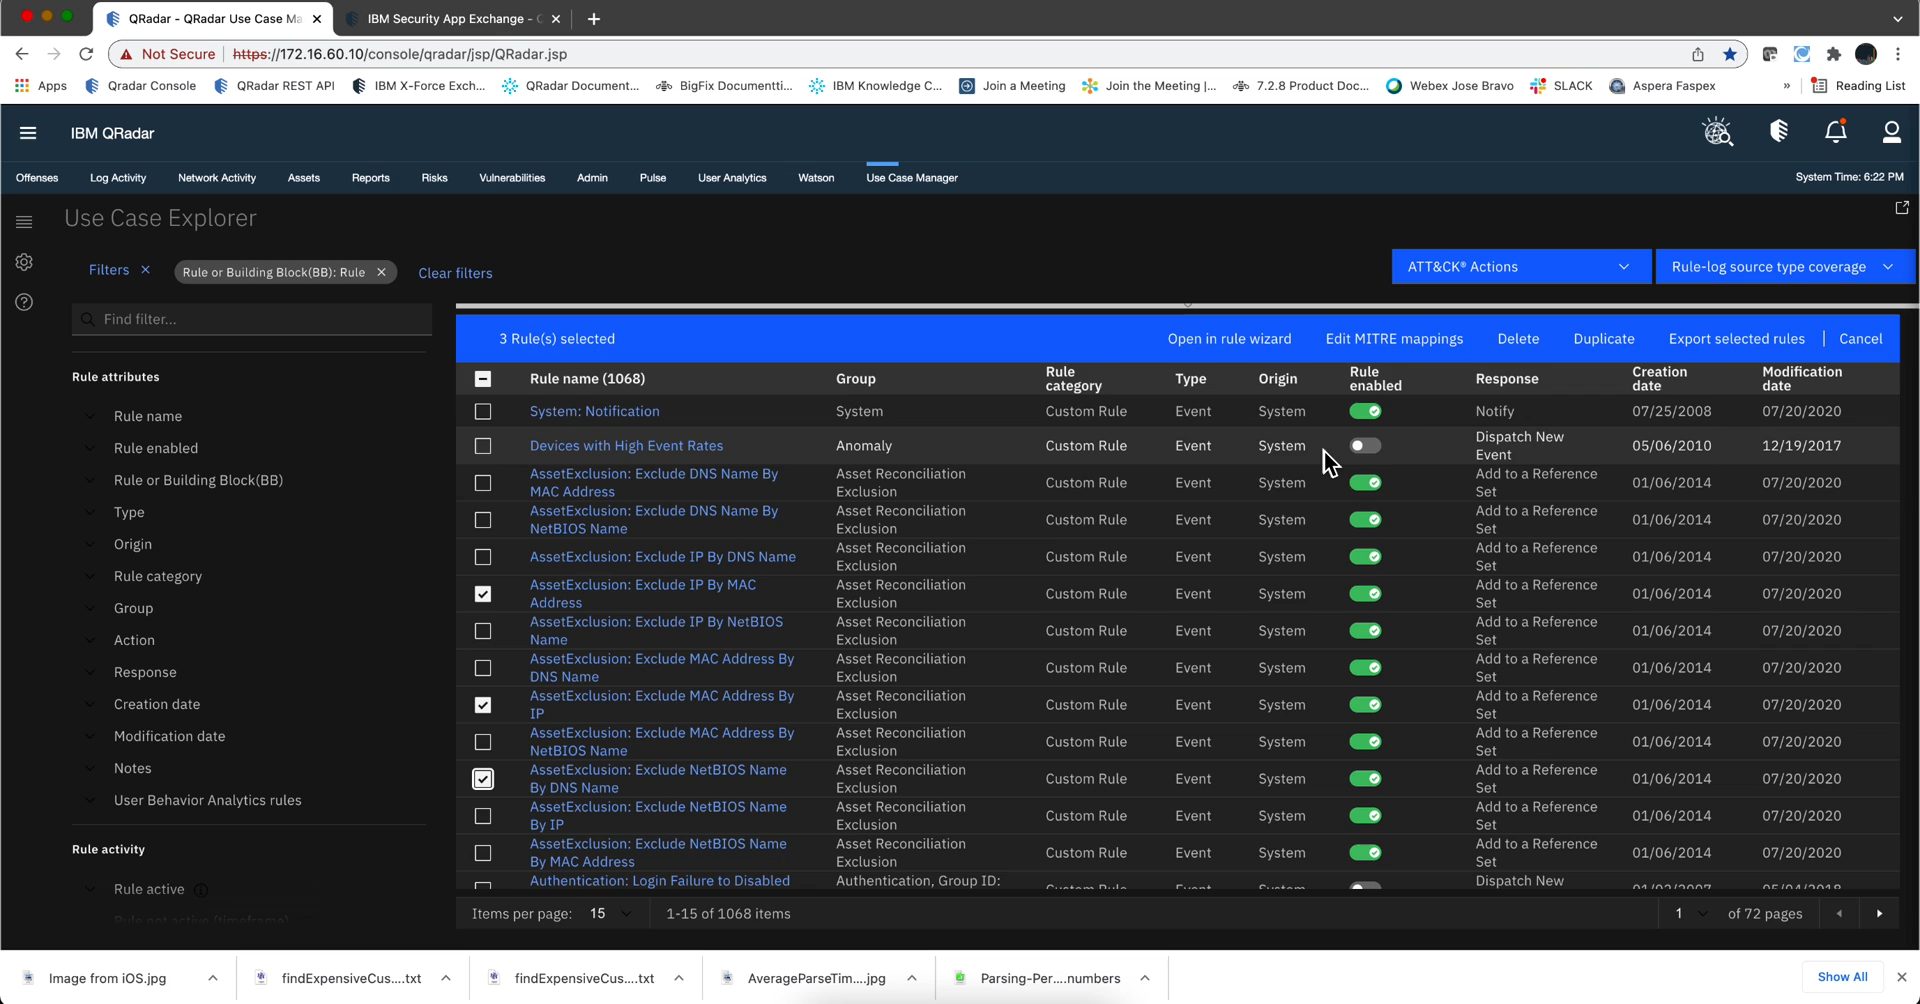 QRadar - QRadar Use Case Ma
IBM Security App Exchange -
Not Secure
https://172.16.60.10/console/qradar/jsp/QRadar.jsp
Apps
Qradar Console
QRadar REST API
IBM X-Force Exch...
QRadar Document...
BigFix Documentti...
IBM Knowledge C...
Join a Meeting
Join the Meeting |...
7.2.8 Product Doc...
Webex Jose Bravo
SLACK
Aspera Faspex
»
Reading List
IBM QRadar
Offenses
Log Activity
Network Activity
Assets
Reports
Risks
Vulnerabilities
Admin
Pulse
User Analytics
Watson
Use Case Manager
System Time: 6:22 PM
Use Case Explorer
Filters
Rule or Building Block(BB): Rule
Clear filters
ATT&CK® Actions
Rule-log source type coverage
Find filter...
Rule attributes
Rule name
Rule enabled
Rule or Building Block(BB)
Type
Origin
Rule category
Group
Action
Response
Creation date
Modification date
Notes
User Behavior Analytics rules
Rule activity
Rule active
Rule not active (timeframe)
3 Rule(s) selected
Open in rule wizard
Edit MITRE mappings
Delete
Duplicate
Export selected rules
Cancel
Rule name (1068) Group Rule category Type Origin Rule enabled Response Creation date Modification date
System: Notification System Custom Rule Event System Notify 07/25/2008 07/20/2020
Devices with High Event Rates Anomaly Custom Rule Event System Dispatch New Event 05/06/2010 12/19/2017
AssetExclusion: Exclude DNS Name By MAC Address Asset Reconciliation Exclusion Custom Rule Event System Add to a Reference Set 01/06/2014 07/20/2020
AssetExclusion: Exclude DNS Name By NetBIOS Name Asset Reconciliation Exclusion Custom Rule Event System Add to a Reference Set 01/06/2014 07/20/2020
AssetExclusion: Exclude IP By DNS Name Asset Reconciliation Exclusion Custom Rule Event System Add to a Reference Set 01/06/2014 07/20/2020
AssetExclusion: Exclude IP By MAC Address Asset Reconciliation Exclusion Custom Rule Event System Add to a Reference Set 01/06/2014 07/20/2020
AssetExclusion: Exclude IP By NetBIOS Name Asset Reconciliation Exclusion Custom Rule Event System Add to a Reference Set 01/06/2014 07/20/2020
AssetExclusion: Exclude MAC Address By DNS Name Asset Reconciliation Exclusion Custom Rule Event System Add to a Reference Set 01/06/2014 07/20/2020
AssetExclusion: Exclude MAC Address By IP Asset Reconciliation Exclusion Custom Rule Event System Add to a Reference Set 01/06/2014 07/20/2020
AssetExclusion: Exclude MAC Address By NetBIOS Name Asset Reconciliation Exclusion Custom Rule Event System Add to a Reference Set 01/06/2014 07/20/2020
AssetExclusion: Exclude NetBIOS Name By DNS Name Asset Reconciliation Exclusion Custom Rule Event System Add to a Reference Set 01/06/2014 07/20/2020
AssetExclusion: Exclude NetBIOS Name By IP Asset Reconciliation Exclusion Custom Rule Event System Add to a Reference Set 01/06/2014 07/20/2020
AssetExclusion: Exclude NetBIOS Name By MAC Address Asset Reconciliation Exclusion Custom Rule Event System Add to a Reference Set 01/06/2014 07/20/2020
Authentication: Login Failure to Disabled Authentication, Group ID: Custom Rule Event System Dispatch New
Items per page: 15
1-15 of 1068 items
1 of 72 pages
Image from iOS.jpg
findExpensiveCus....txt
findExpensiveCus....txt
AverageParseTim....jpg
Parsing-Per....numbers
Show All